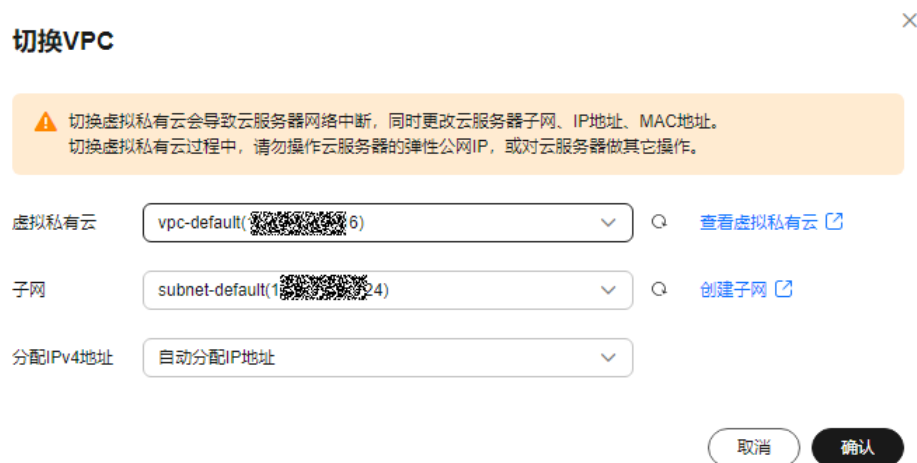 切换VPC
切换虚拟私有云会导致云服务器网络中断，同时更改云服务器子网、IP地址、MAC地址。
切换虚拟私有云过程中，请勿操作云服务器的弹性公网IP，或对云服务器做其它操作。
虚拟私有云 vpc-default( 6) 查看虚拟私有云
子网 subnet-default(1 24) 创建子网
分配IPv4地址 自动分配IP地址
取消 确认